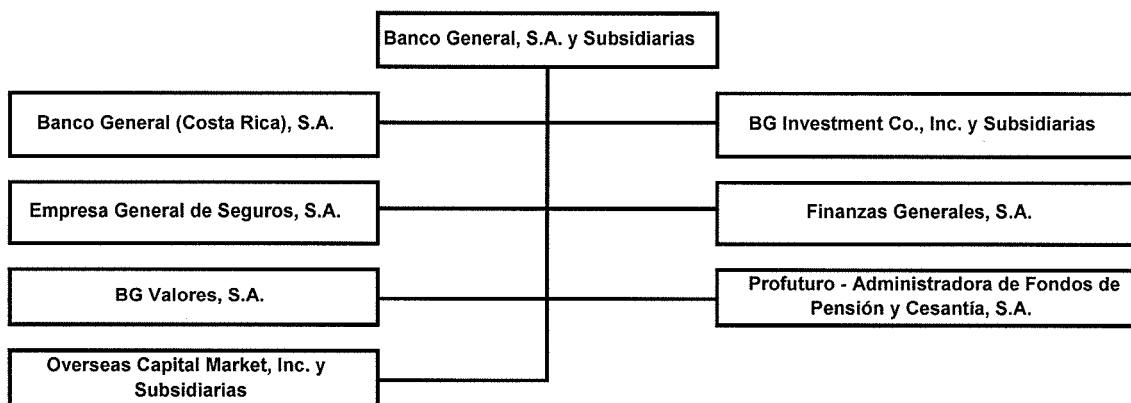 Banco General, S.A. y Subsidiarias
Banco General (Costa Rica), S.A.
BG Investment Co., Inc. y Subsidiarias
Empresa General de Seguros, S.A.
Finanzas Generales, S.A.
BG Valores, S.A.
Profuturo - Administradora de Fondos de
Pensión y Cesantía, S.A.
Overseas Capital Market, Inc. y
Subsidiarias